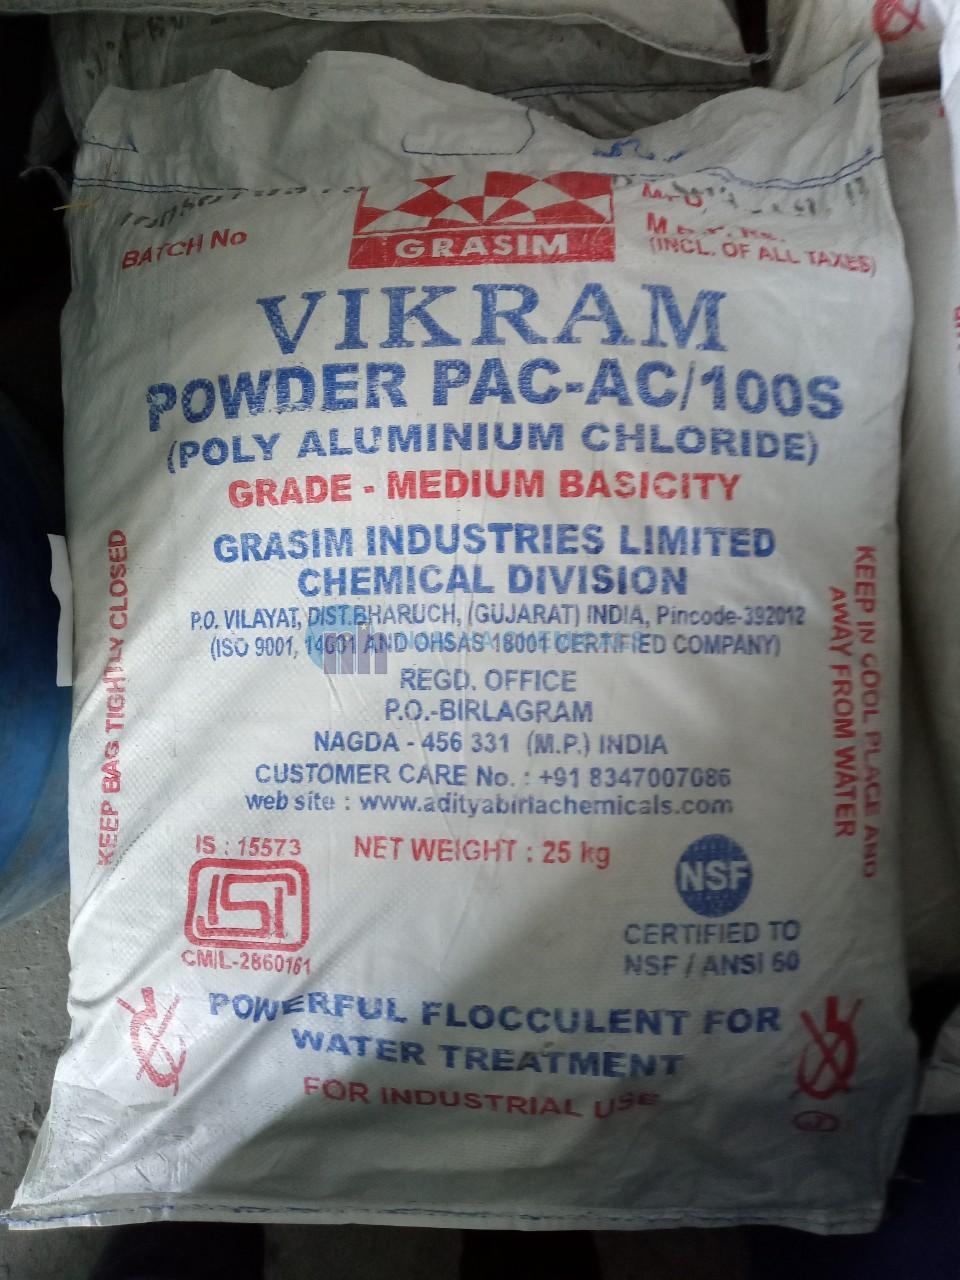 GRASIM
BATCH No
M.R.P. Rs.
(INCL. OF ALL TAXES)
VIKRAM
POWDER PAC-AC/100S
(POLY ALUMINIUM CHLORIDE)
GRADE - MEDIUM BASICITY
GRASIM INDUSTRIES LIMITED
CHEMICAL DIVISION
P.O. VILAYAT, DIST.BHARUCH, (GUJARAT) INDIA, Pincode-392012
(ISO 9001, 14001 AND OHSAS 18001 CERTIFIED COMPANY)
REGD. OFFICE
P.O.-BIRLAGRAM
NAGDA - 456 331 (M.P.) INDIA
CUSTOMER CARE No. : +91 8347007086
web site : www.adityabirlachemicals.com
KEEP BAG TIGHTLY CLOSED
KEEP IN COOL PLACE AND
AWAY FROM WATER
IS : 15573
NET WEIGHT : 25 kg
ISI
CM/L-2860161
NSF
CERTIFIED TO
NSF / ANSI 60
POWERFUL FLOCCULENT FOR
WATER TREATMENT
FOR INDUSTRIAL USE